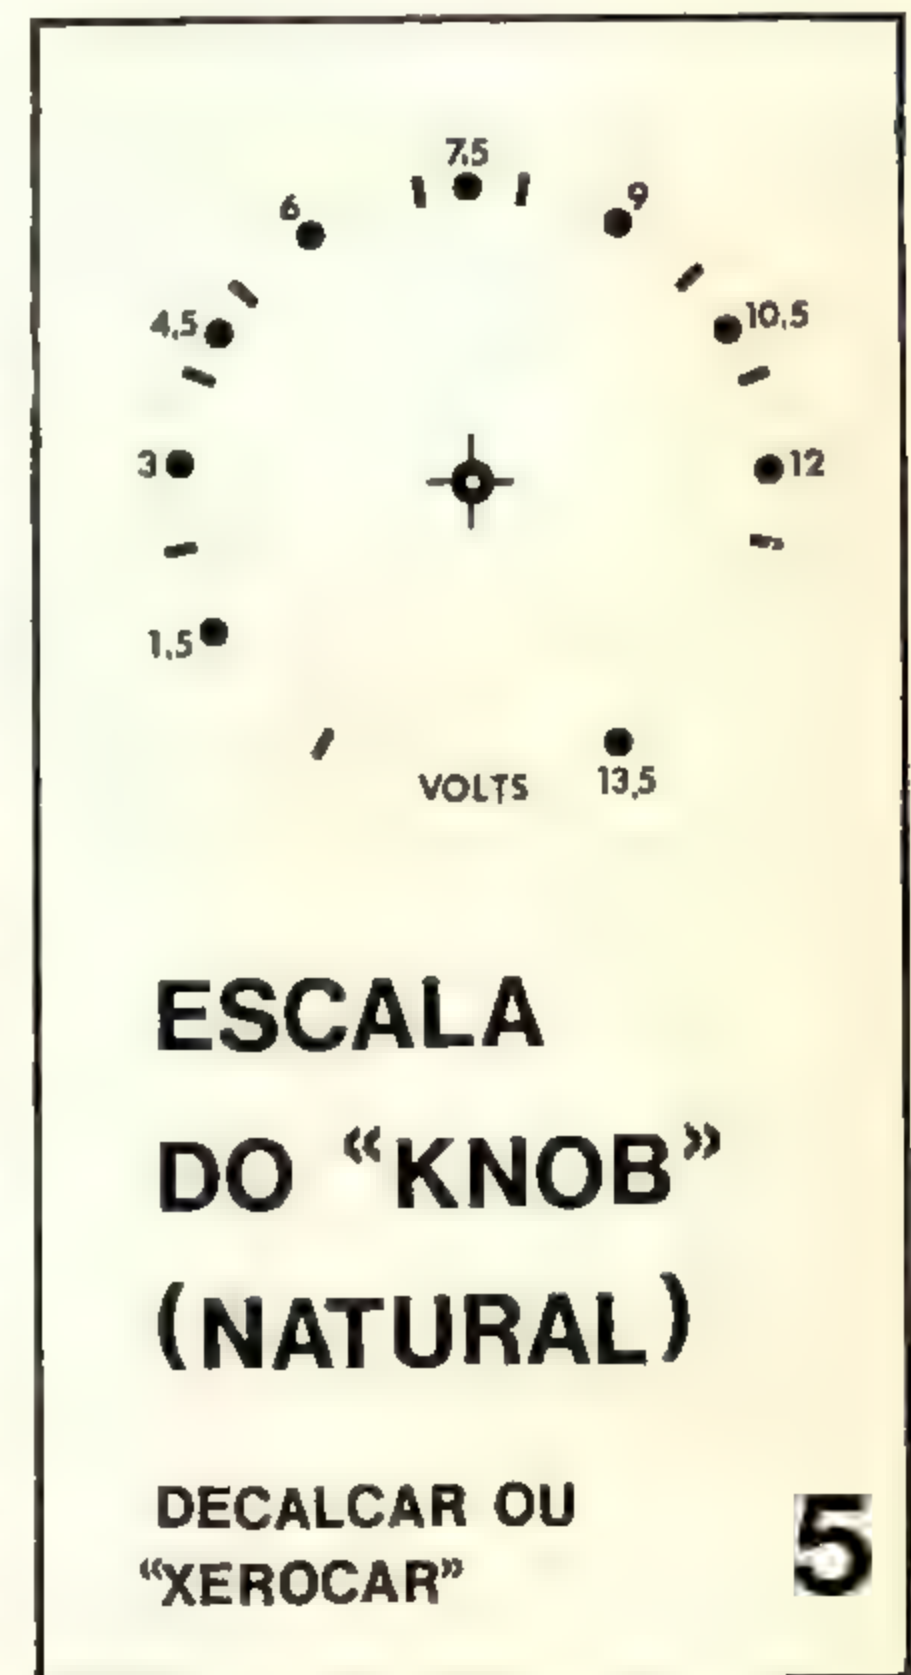 7,5
6
9
4,5
10,5
3
12
1,5
VOLTS
13,5
ESCALA
DO “KNOB”
(NATURAL)
DECALCAR OU
“XEROCAR”
5